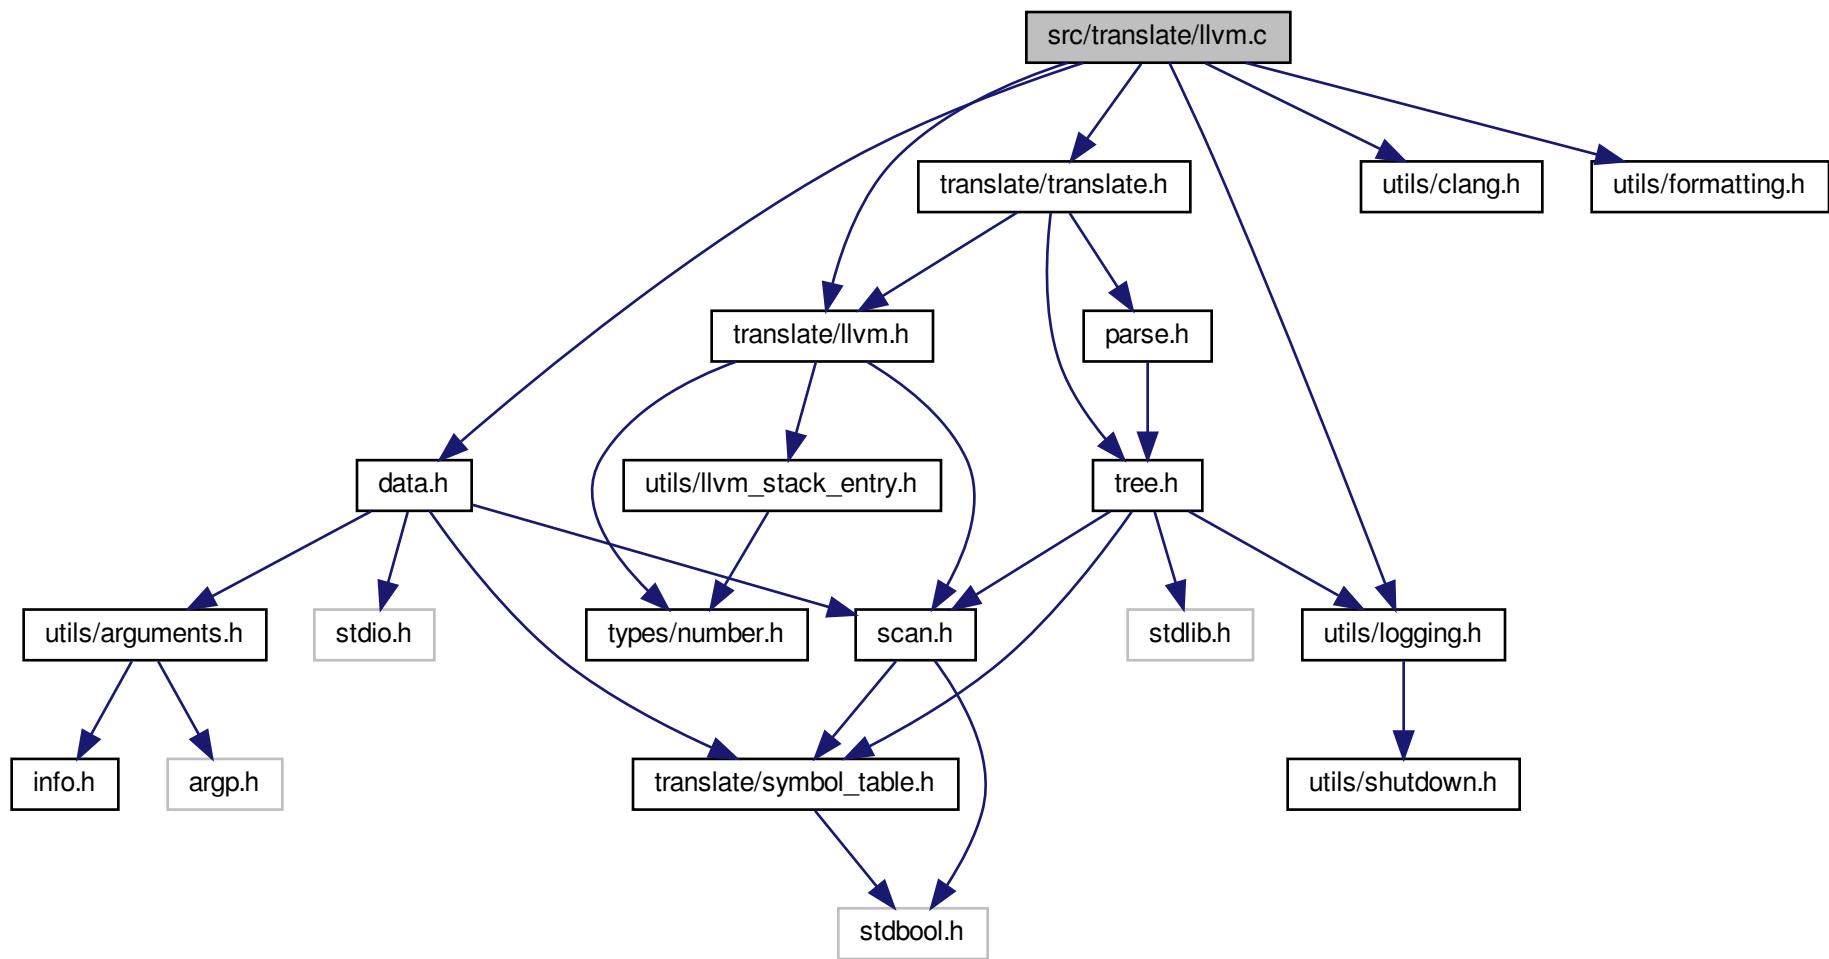 src/translate/llvm.c
translate/translate.h
utils/clang.h
utils/formatting.h
translate/llvm.h
parse.h
data.h
utils/llvm_stack_entry.h
tree.h
utils/arguments.h
stdio.h
types/number.h
scan.h
stdlib.h
utils/logging.h
info.h
argp.h
translate/symbol_table.h
utils/shutdown.h
stdbool.h